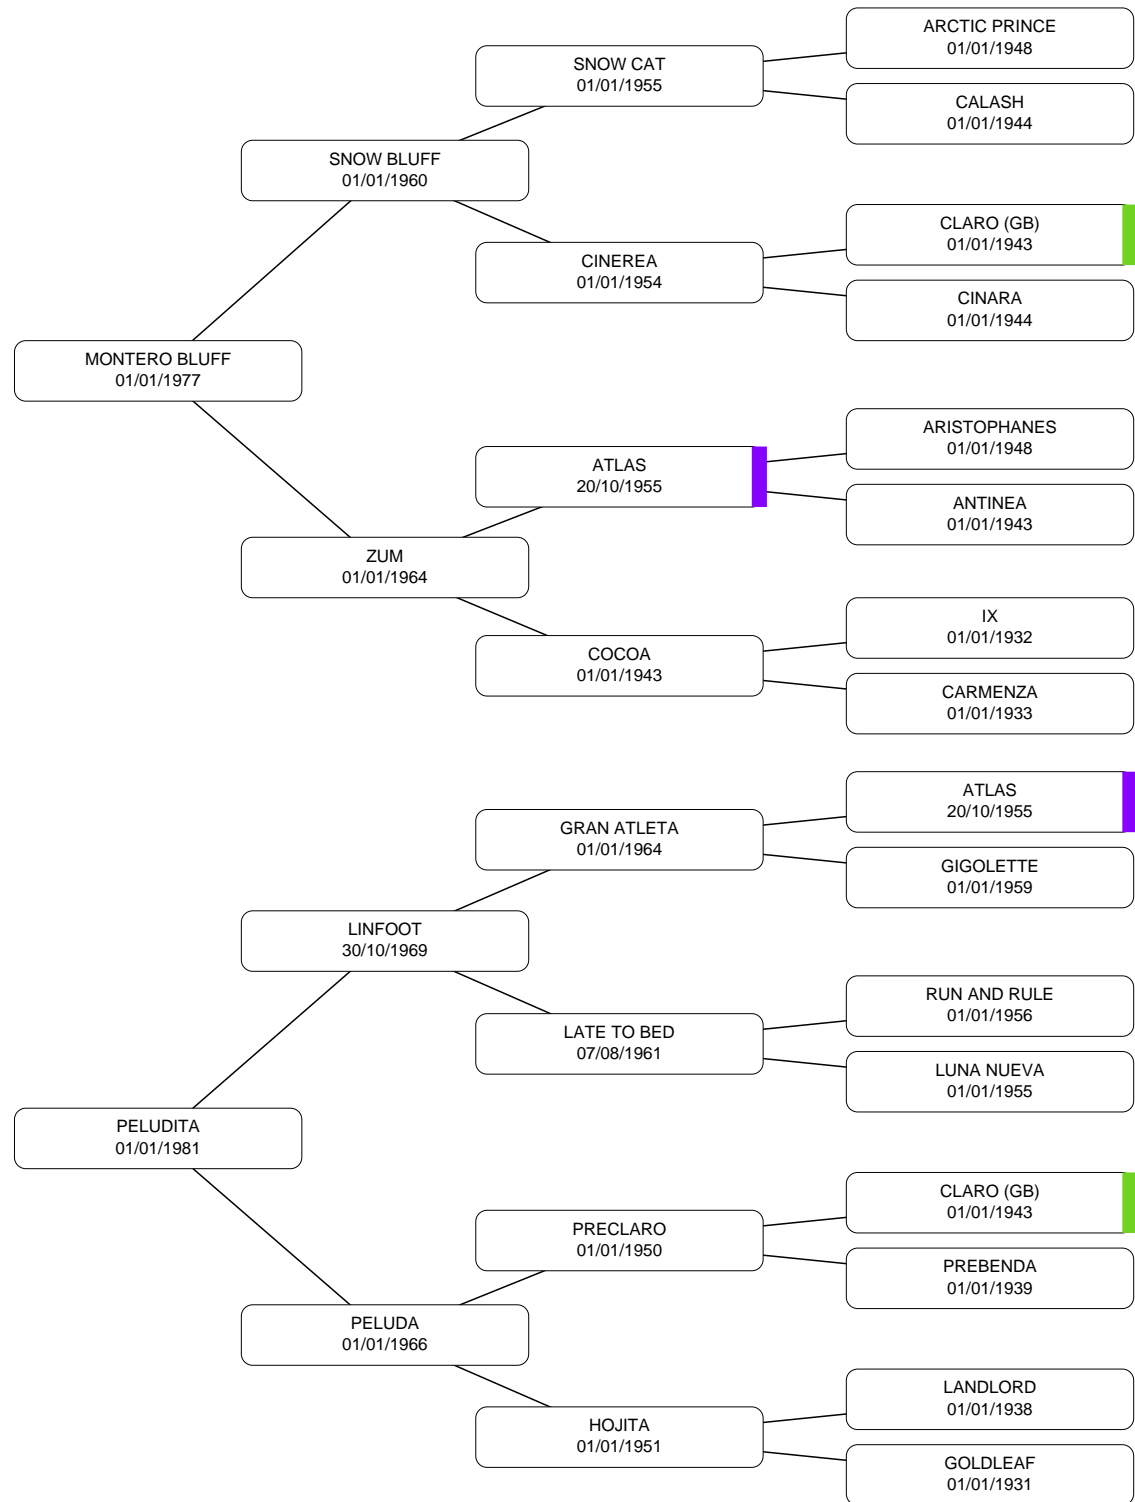 ARCTIC PRINCE
01/01/1948
SNOW CAT
01/01/1955
CALASH
01/01/1944
SNOW BLUFF
01/01/1960
CLARO (GB)
01/01/1943
CINEREA
01/01/1954
CINARA
01/01/1944
MONTERO BLUFF
01/01/1977
ARISTOPHANES
01/01/1948
ATLAS
20/10/1955
ANTINEA
01/01/1943
ZUM
01/01/1964
IX
01/01/1932
COCOA
01/01/1943
CARMENZA
01/01/1933
ATLAS
20/10/1955
GRAN ATLETA
01/01/1964
GIGOLETTE
01/01/1959
LINFOOT
30/10/1969
RUN AND RULE
01/01/1956
LATE TO BED
07/08/1961
LUNA NUEVA
01/01/1955
PELUDITA
01/01/1981
CLARO (GB)
01/01/1943
PRECLARO
01/01/1950
PREBENDA
01/01/1939
PELUDA
01/01/1966
LANDLORD
01/01/1938
HOJITA
01/01/1951
GOLDLEAF
01/01/1931